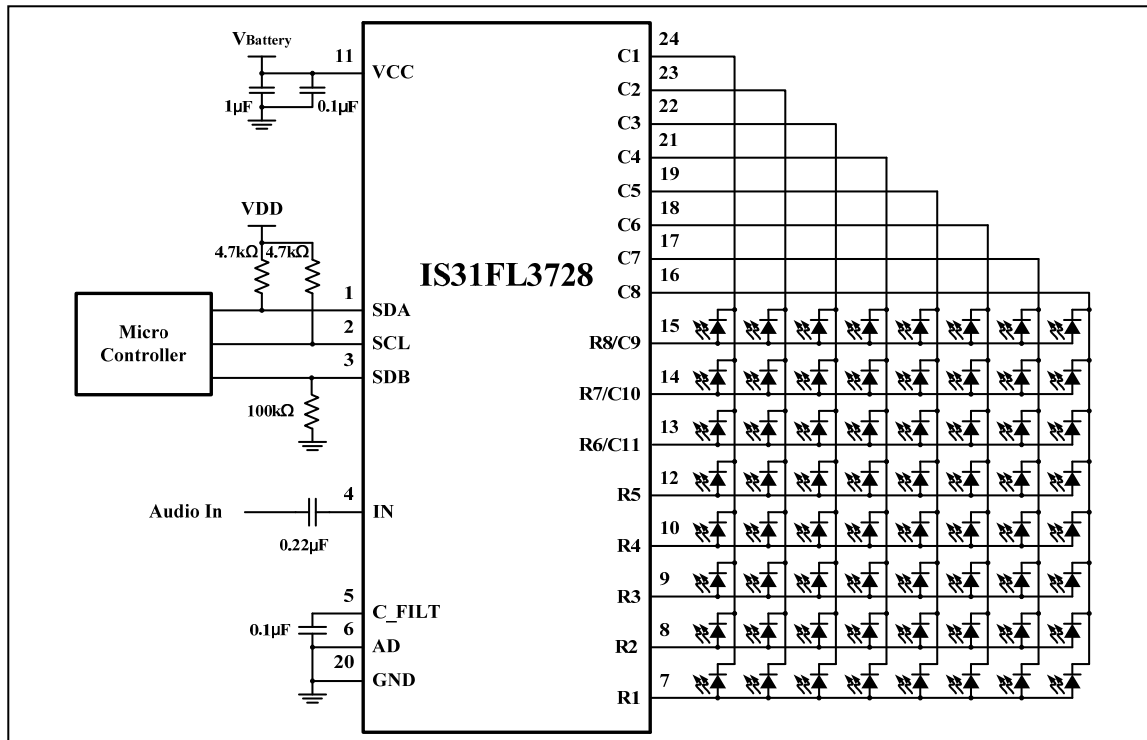 VBattery
11
VCC
1µF
0.1µF
VDD
4.7kΩ 4.7kΩ
Micro
Controller
1
SDA
2
SCL
3
SDB
100kΩ
4
Audio In
IN
0.22µF
5
C_FILT
0.1µF
6
AD
20
GND
IS31FL3728
24
C1
23
C2
22
C3
21
C4
19
C5
18
C6
17
C7
16
C8
15
R8/C9
14
R7/C10
13
R6/C11
12
R5
10
R4
9
R3
8
R2
7
R1